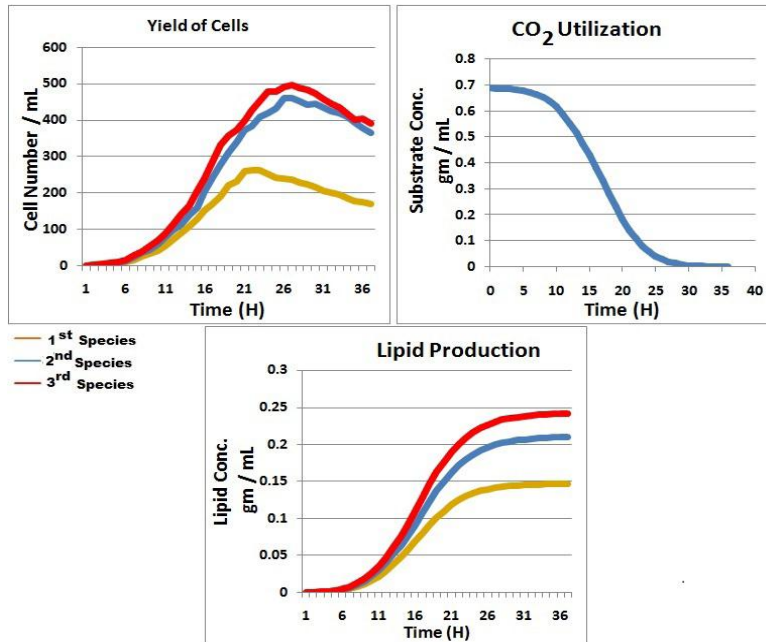 Yield of Cells
Cell Number / mL
600
500
400
300
200
100
0
1 6 11 16 21 26 31 36
Time (H)
CO2 Utilization
Substrate Conc.
gm / mL
0.8
0.7
0.6
0.5
0.4
0.3
0.2
0.1
0
0 5 10 15 20 25 30 35 40
Time (H)
1st Species
2nd Species
3rd Species
Lipid Production
Lipid Conc.
gm / mL
0.3
0.25
0.2
0.15
0.1
0.05
0
1 6 11 16 21 26 31 36
Time (H)